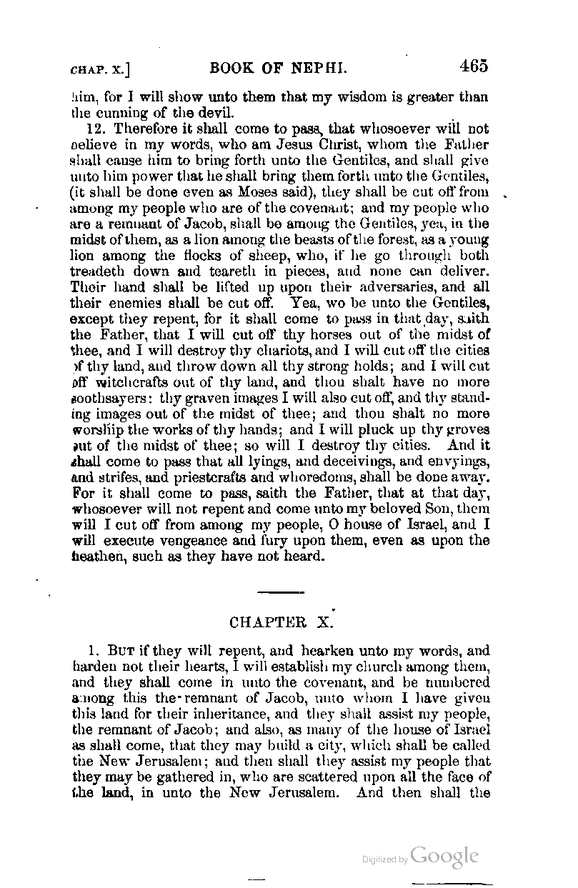 CHAP. X.] BOOK OF NEPHI. 465
him, for I will show unto them that my wisdom is greater than
the cunning of the devil.
12. Therefore it shall come to pass, that whosoever will not
believe in my words, who am Jesus Christ, whom the Father
shall cause him to bring forth unto the Gentiles, and shall give
unto him power that he shall bring them forth unto the Gentiles,
(it shall be done even as Moses said), they shall be cut off from
among my people who are of the covenant; and my people who
are a remnant of Jacob, shall be among the Gentiles, yea, in the
midst of them, as a lion among the beasts of the forest, as a young
lion among the flocks of sheep, who, if he go through both
treadeth down and teareth in pieces, and none can deliver.
Their hand shall be lifted up upon their adversaries, and all
their enemies shall be cut off. Yea, wo be unto the Gentiles,
except they repent, for it shall come to pass in that day, saith
the Father, that I will cut off thy horses out of the midst of
thee, and I will destroy thy chariots, and I will cut off the cities
of thy land, and throw down all thy strong holds; and I will cut
off witchcrafts out of thy land, and thou shalt have no more
soothsayers: thy graven images I will also cut off, and thy stand-
ing images out of the midst of thee; and thou shalt no more
worship the works of thy hands; and I will pluck up thy groves
out of the midst of thee; so will I destroy thy cities. And it
shall come to pass that all lyings, and deceivings, and envyings,
and strifes, and priestcrafts and whoredoms, shall be done away.
For it shall come to pass, saith the Father, that at that day,
whosoever will not repent and come unto my beloved Son, them
will I cut off from among my people, O house of Israel, and I
will execute vengeance and fury upon them, even as upon the
heathen, such as they have not heard.
CHAPTER X.
1. BUT if they will repent, and hearken unto my words, and
harden not their hearts, I will establish my church among them,
and they shall come in unto the covenant, and be numbered
among this the remnant of Jacob, unto whom I have given
this land for their inheritance, and they shall assist my people,
the remnant of Jacob; and also, as many of the house of Israel
as shall come, that they may build a city, which shall be called
the New Jerusalem; and then shall they assist my people that
they may be gathered in, who are scattered upon all the face of
the land, in unto the New Jerusalem. And then shall the
Digitized by Google